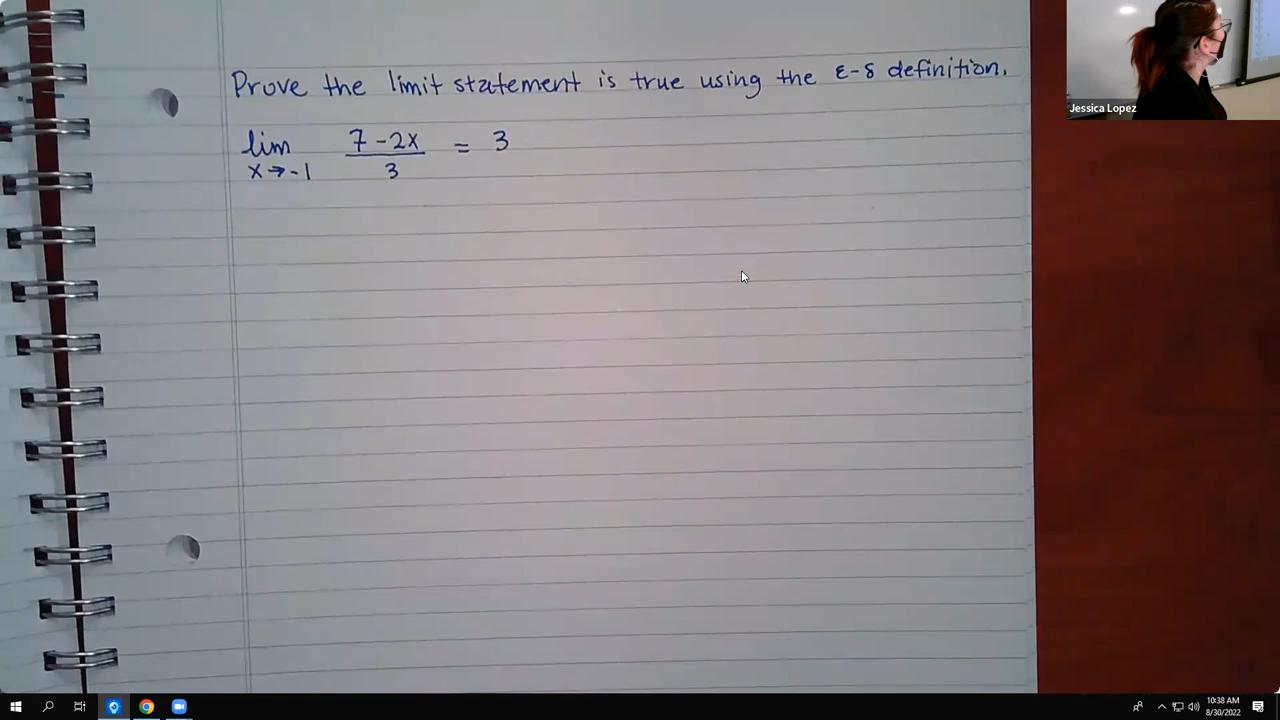 Prove the limit statement is true using the ε-δ definition.
lim x→-1 7-2x/3 = 3
Jessica Lopez
10:38 AM
8/30/2022